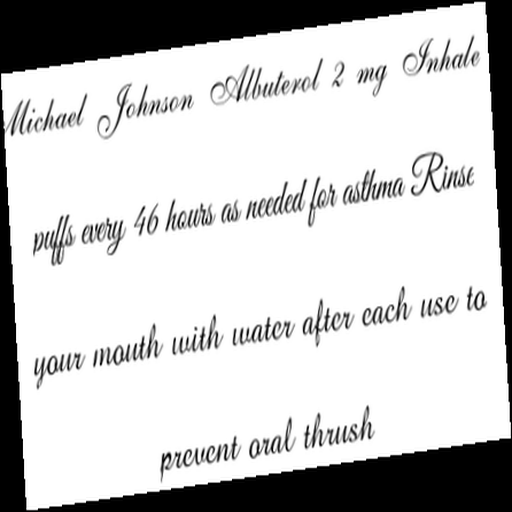 Michael Johnson Albuterol 2 mg Inhale
puffs every 46 hours as needed for asthma Rinse
your mouth with water after each use to
prevent oral thrush